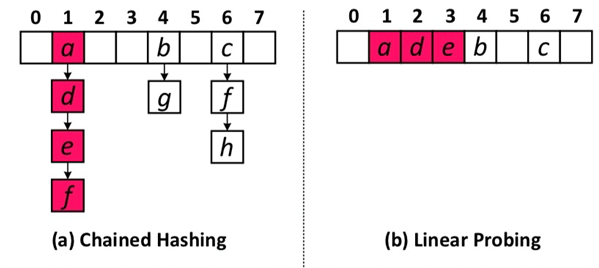 0 1 2 3 4 5 6 7
a b c
d g f
e h
f
(a) Chained Hashing
0 1 2 3 4 5 6 7
a d e b c
(b) Linear Probing